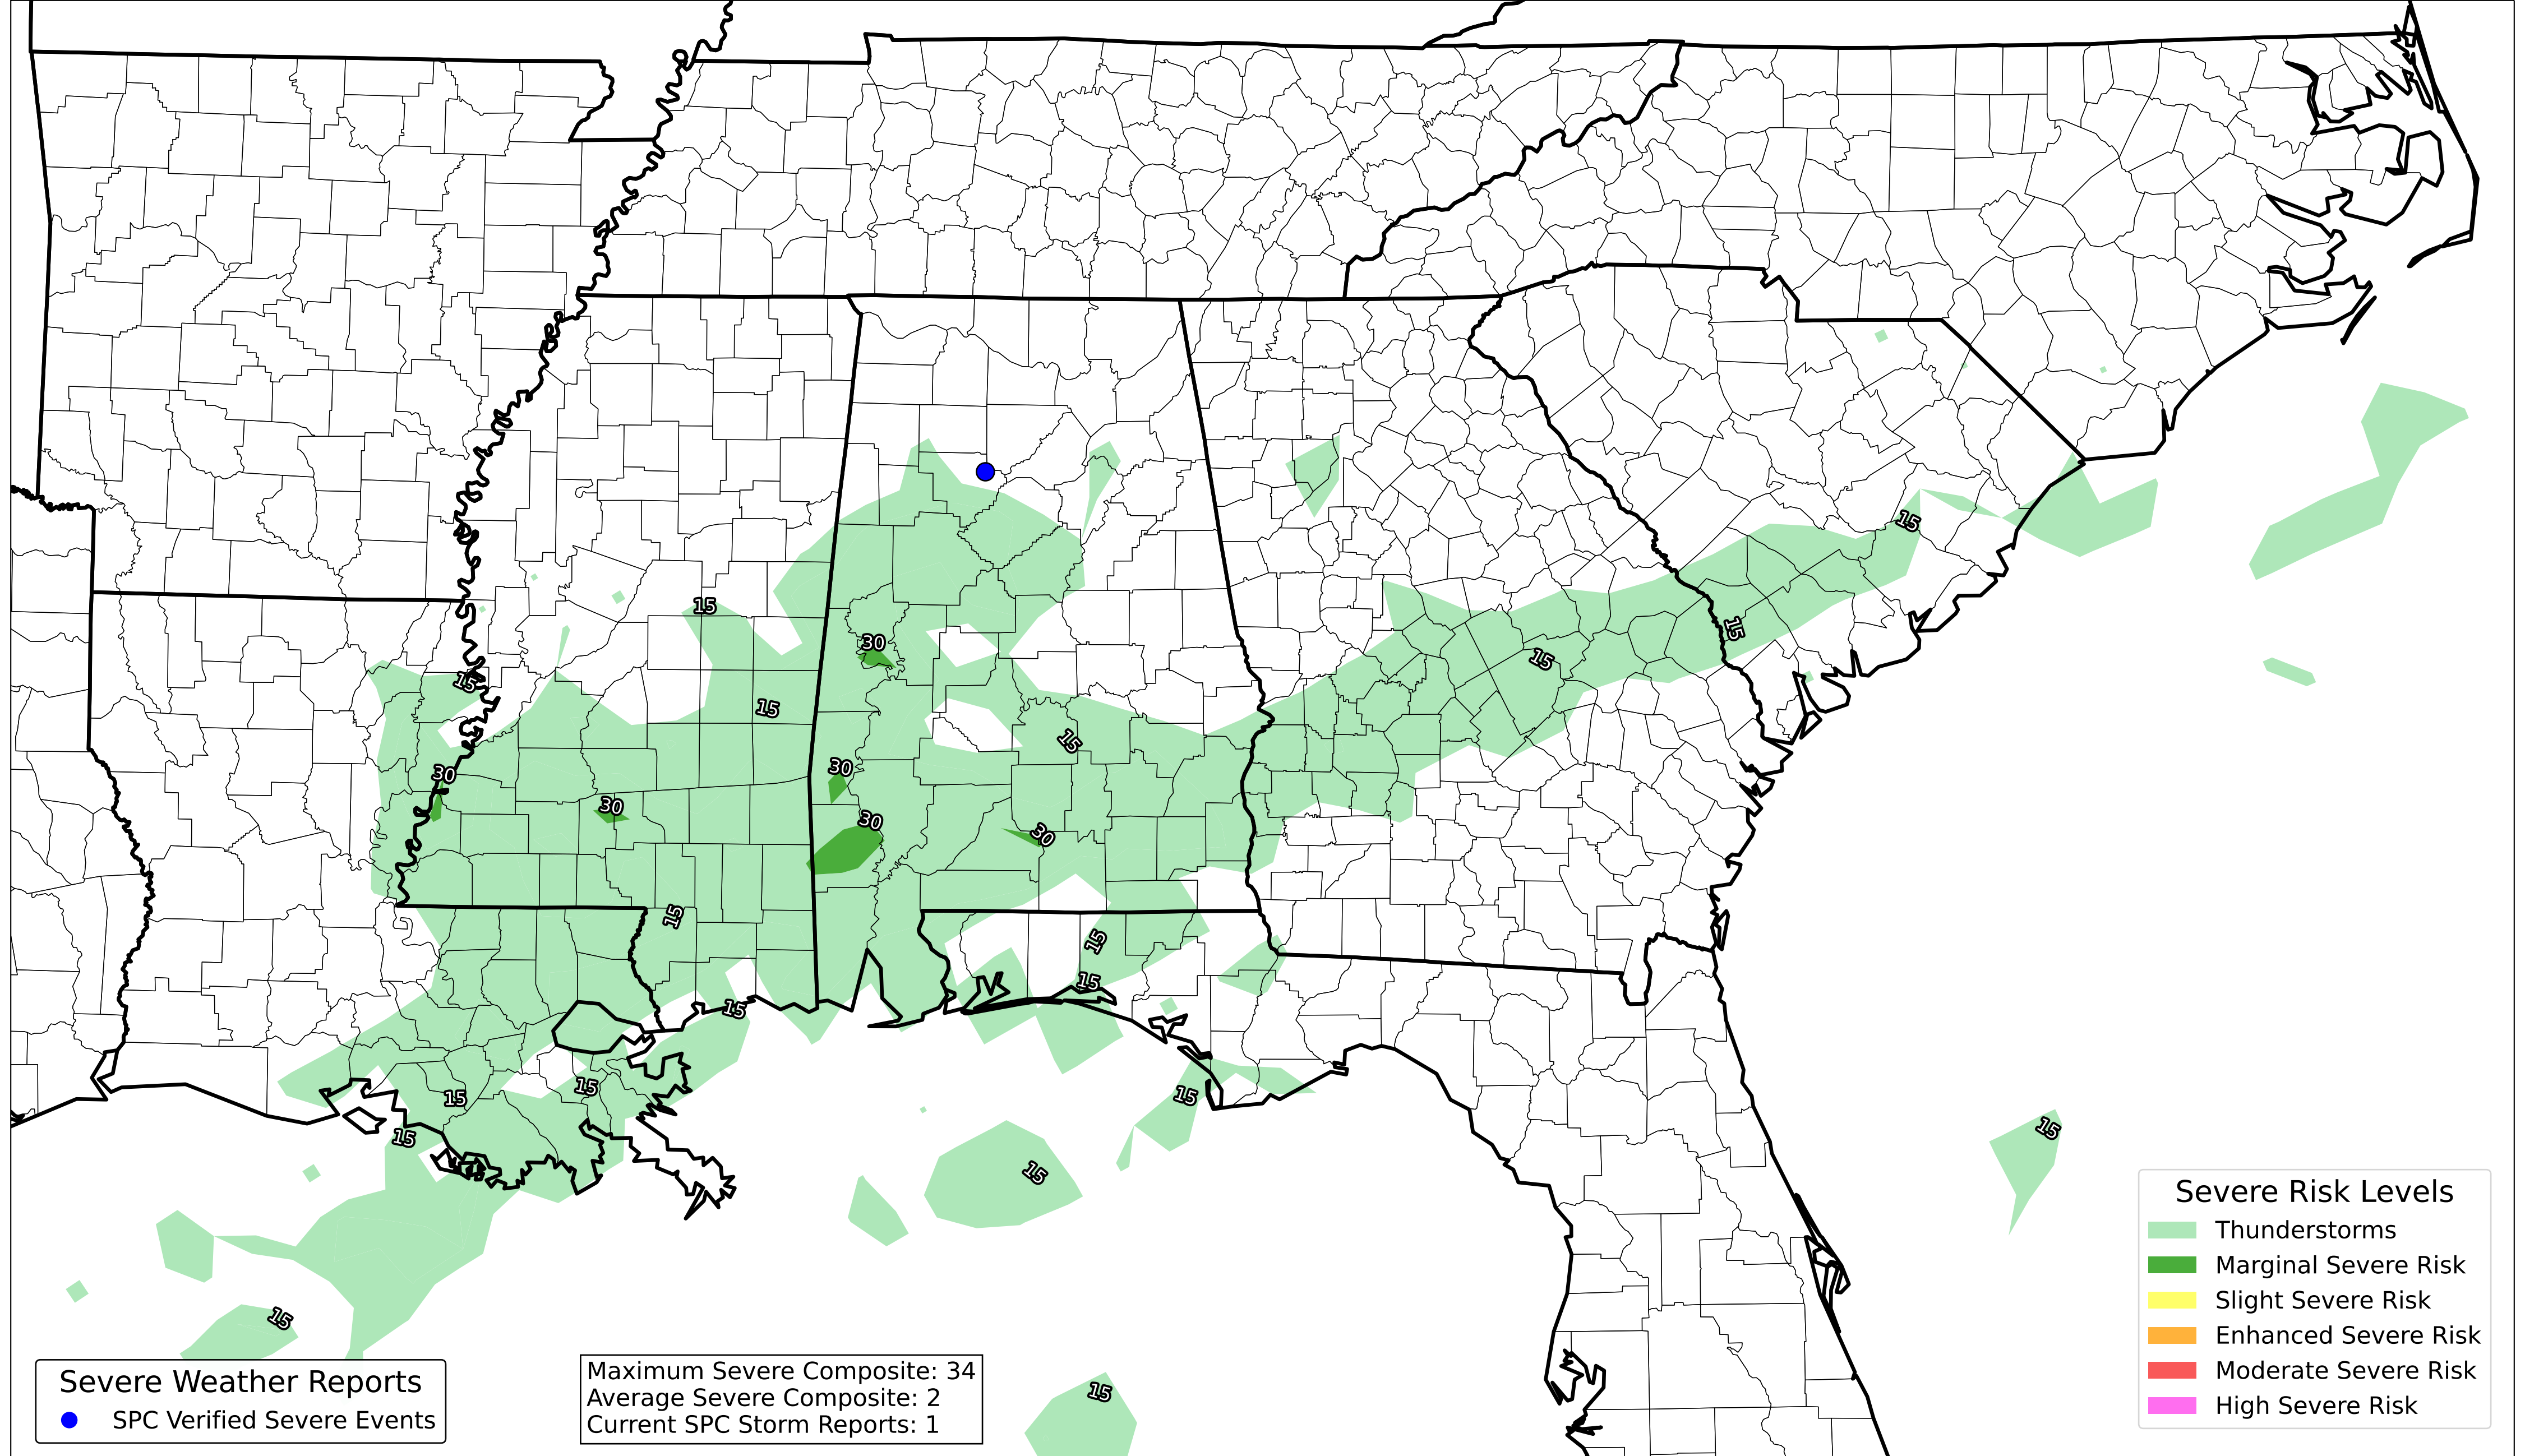 15
15
15
30
15
15
15
15
30
30
30
30
30
15
15
15
15
15
15
15
15
15
15
15
15
15
Severe Risk Levels
Thunderstorms
Marginal Severe Risk
Slight Severe Risk
Enhanced Severe Risk
Moderate Severe Risk
High Severe Risk
Severe Weather Reports
SPC Verified Severe Events
Maximum Severe Composite: 34
Average Severe Composite: 2
Current SPC Storm Reports: 1